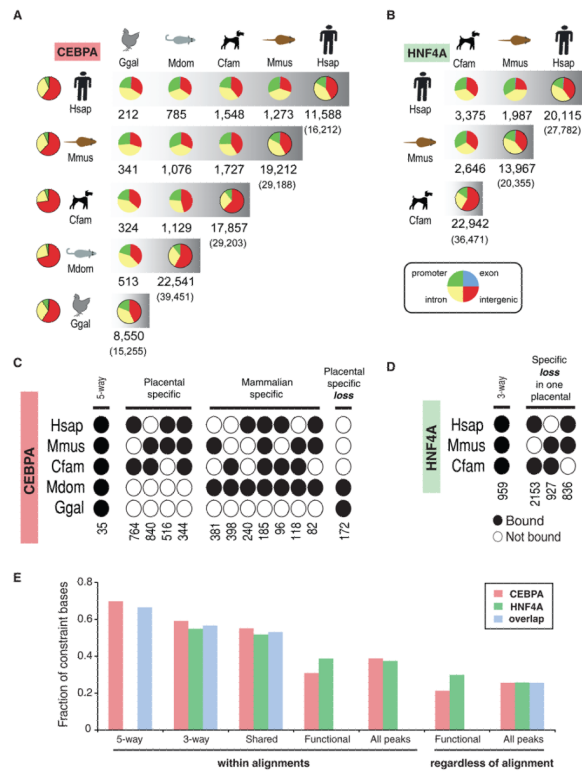 A
CEBPA
Ggal Mdom Cfam Mmus Hsap
Hsap
212 785 1,548 1,273 11,588
(16,212)
Mmus
341 1,076 1,727 19,212
(29,188)
Cfam
324 1,129 17,857
(29,203)
Mdom
513 22,541
(39,451)
Ggal
8,550
(15,255)
B
HNF4A
Cfam Mmus Hsap
Hsap
3,375 1,987 20,115
(27,782)
Mmus
2,646 13,967
(20,355)
Cfam
22,942
(36,471)
promoter exon
intron intergenic
C
CEBPA
5-way
Placental
specific
Mammalian
specific
Placental
specific
loss
Hsap
Mmus
Cfam
Mdom
Ggal
35 764 840 516 344 381 398 240 185 96 118 82 172
D
HNF4A
3-way
Specific
loss
in one
placental
Hsap
Mmus
Cfam
959 2153 927 836
Bound
Not bound
E
Fraction of constraint bases
0.8
0.6
0.4
0.2
0
CEBPA
HNF4A
overlap
5-way 3-way Shared Functional All peaks Functional All peaks
within alignments regardless of alignment